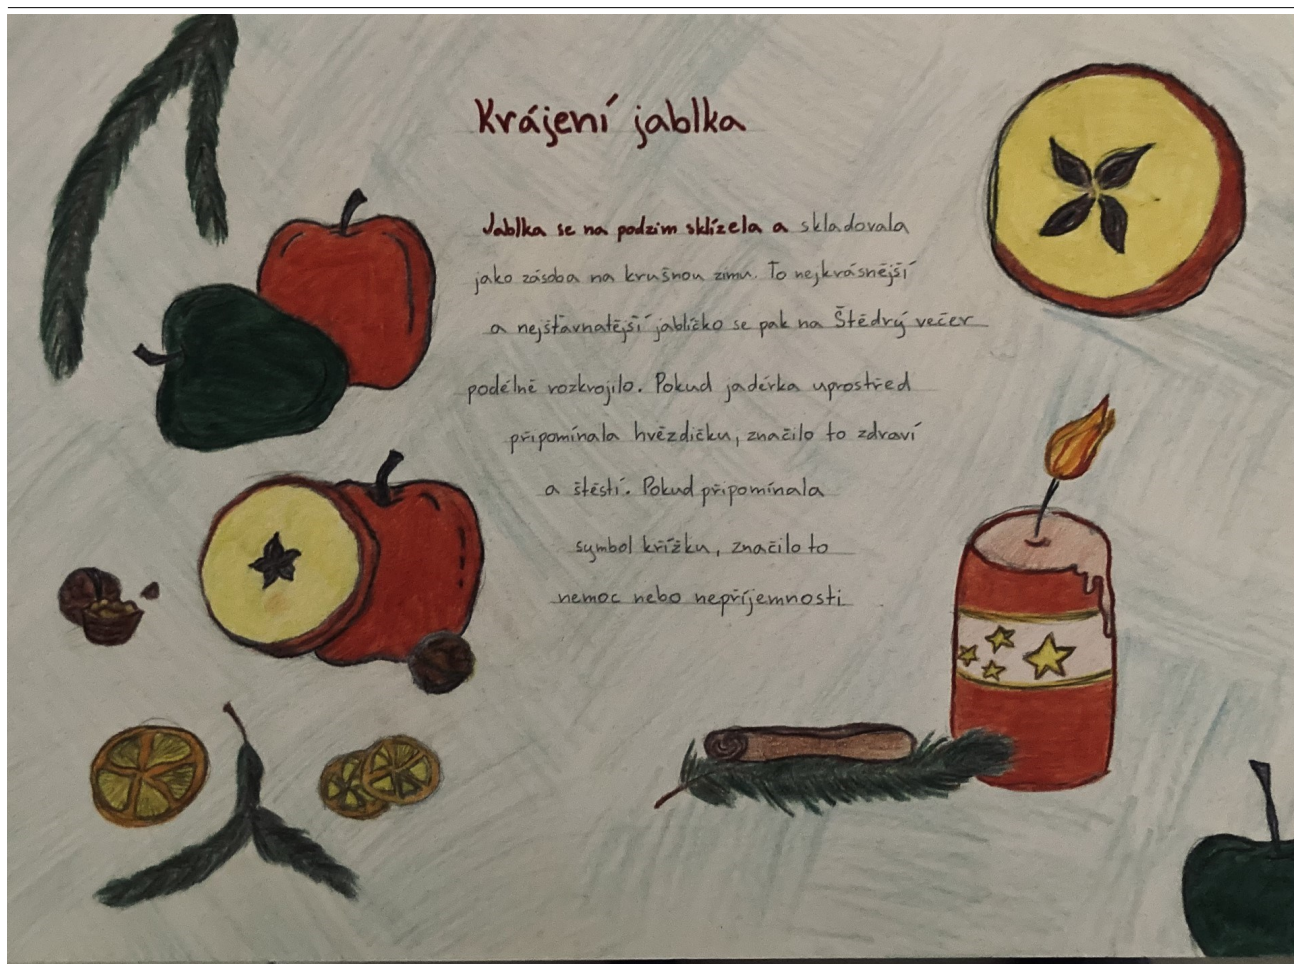 Krájení jablka
Jablka se na podzim sklízela a skladovala
jako zásoba na krušnou zimu. To nejkrásnější
a nejšťavnatější jablíčko se pak na Štědrý večer
podélně rozkrojilo. Pokud jadérka uprostřed
připomínala hvězdičku, značilo to zdraví
a štěstí. Pokud připomínala
symbol křížku, značilo to
nemoc nebo nepříjemnosti